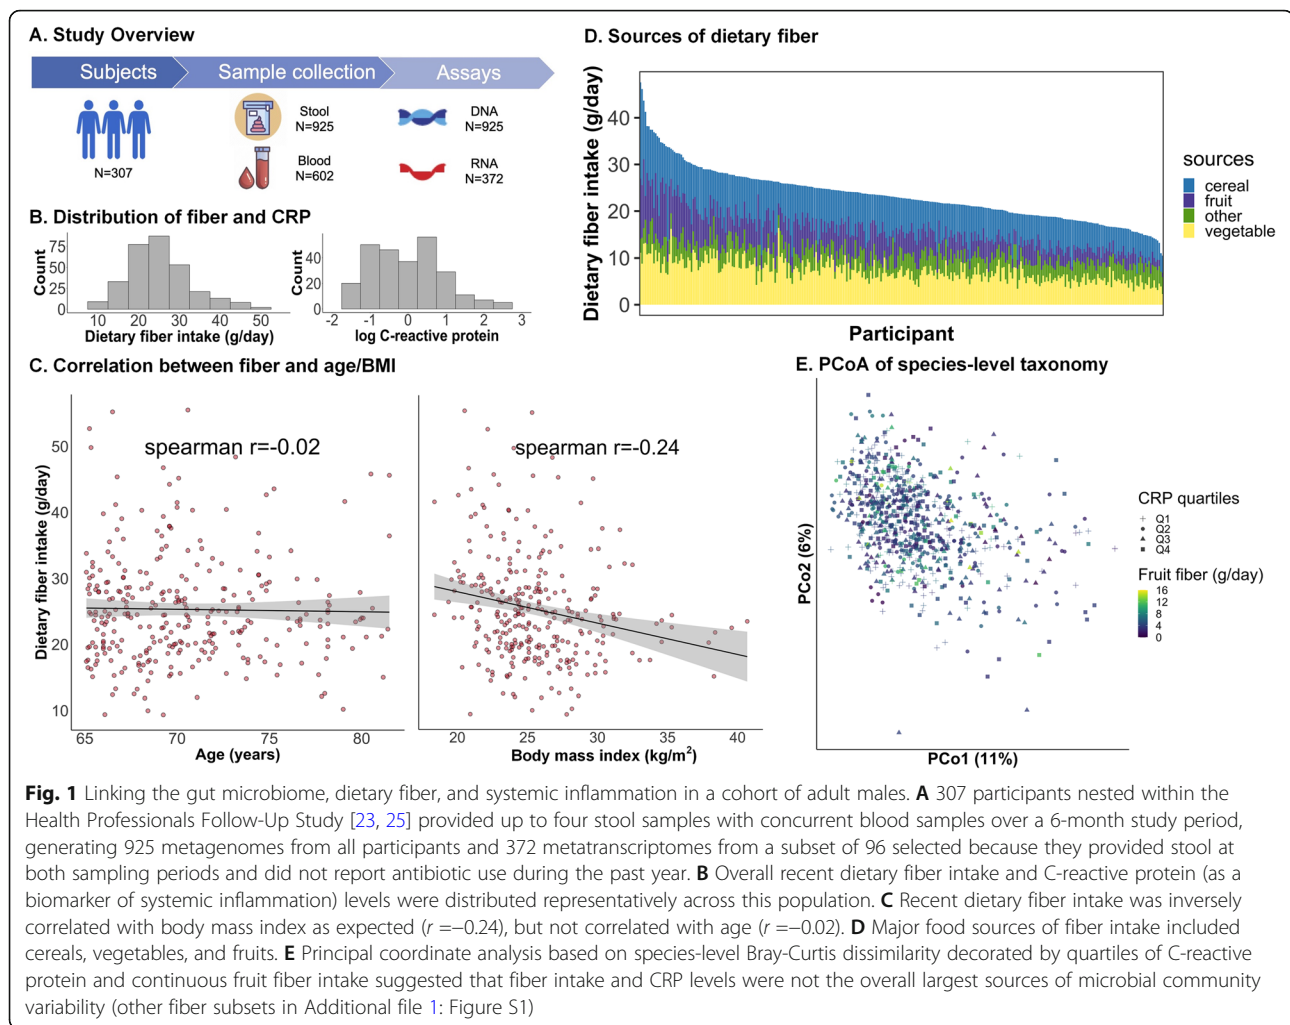 A. Study Overview
Subjects
Sample collection
Assays
N=307
Stool
N=925
Blood
N=602
DNA
N=925
RNA
N=372
B. Distribution of fiber and CRP
Count
75
50
25
0
10 20 30 40 50
Dietary fiber intake (g/day)
Count
40
20
0
-2 -1 0 1 2 3
log C-reactive protein
C. Correlation between fiber and age/BMI
Dietary fiber intake (g/day)
50
40
30
20
10
spearman r=-0.02
65 70 75 80
Age (years)
spearman r=-0.24
20 25 30 35 40
Body mass index (kg/m²)
D. Sources of dietary fiber
Dietary fiber intake (g/day)
40
30
20
10
0
Participant
sources
cereal
fruit
other
vegetable
E. PCoA of species-level taxonomy
PCo2 (6%)
PCo1 (11%)
CRP quartiles
Q1
Q2
Q3
Q4
Fruit fiber (g/day)
16
12
8
4
0
Fig. 1 Linking the gut microbiome, dietary fiber, and systemic inflammation in a cohort of adult males. A 307 participants nested within the
Health Professionals Follow-Up Study [23, 25] provided up to four stool samples with concurrent blood samples over a 6-month study period,
generating 925 metagenomes from all participants and 372 metatranscriptomes from a subset of 96 selected because they provided stool at
both sampling periods and did not report antibiotic use during the past year. B Overall recent dietary fiber intake and C-reactive protein (as a
biomarker of systemic inflammation) levels were distributed representatively across this population. C Recent dietary fiber intake was inversely
correlated with body mass index as expected (r =−0.24), but not correlated with age (r =−0.02). D Major food sources of fiber intake included
cereals, vegetables, and fruits. E Principal coordinate analysis based on species-level Bray-Curtis dissimilarity decorated by quartiles of C-reactive
protein and continuous fruit fiber intake suggested that fiber intake and CRP levels were not the overall largest sources of microbial community
variability (other fiber subsets in Additional file 1: Figure S1)